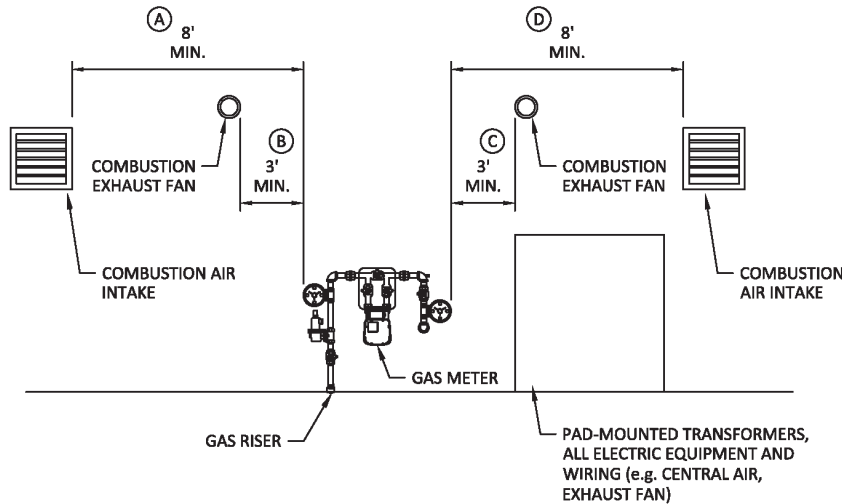 A
8'
MIN.
D
8'
MIN.
COMBUSTION
EXHAUST FAN
B
3'
MIN.
C
3'
MIN.
COMBUSTION
EXHAUST FAN
COMBUSTION AIR
INTAKE
COMBUSTION
AIR INTAKE
GAS METER
GAS RISER
PAD-MOUNTED TRANSFORMERS,
ALL ELECTRIC EQUIPMENT AND
WIRING (e.g. CENTRAL AIR,
EXHAUST FAN)